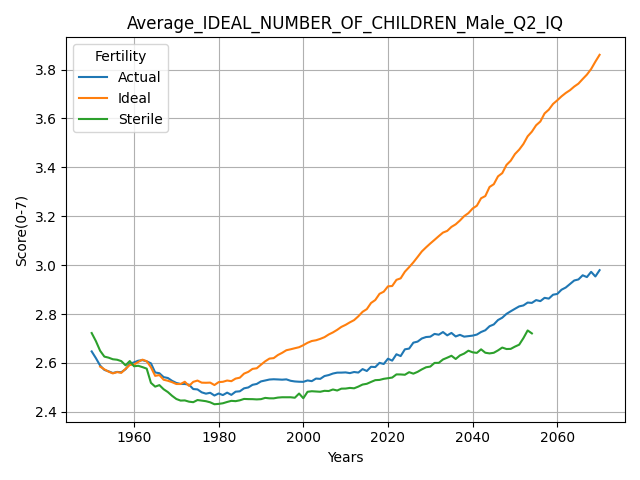 Average_IDEAL_NUMBER_OF_CHILDREN_Male_Q2_IQ
Fertility
Actual
Ideal
Sterile
Score(0-7)
3.8
3.6
3.4
3.2
3.0
2.8
2.6
2.4
1960 1980 2000 2020 2040 2060
Years